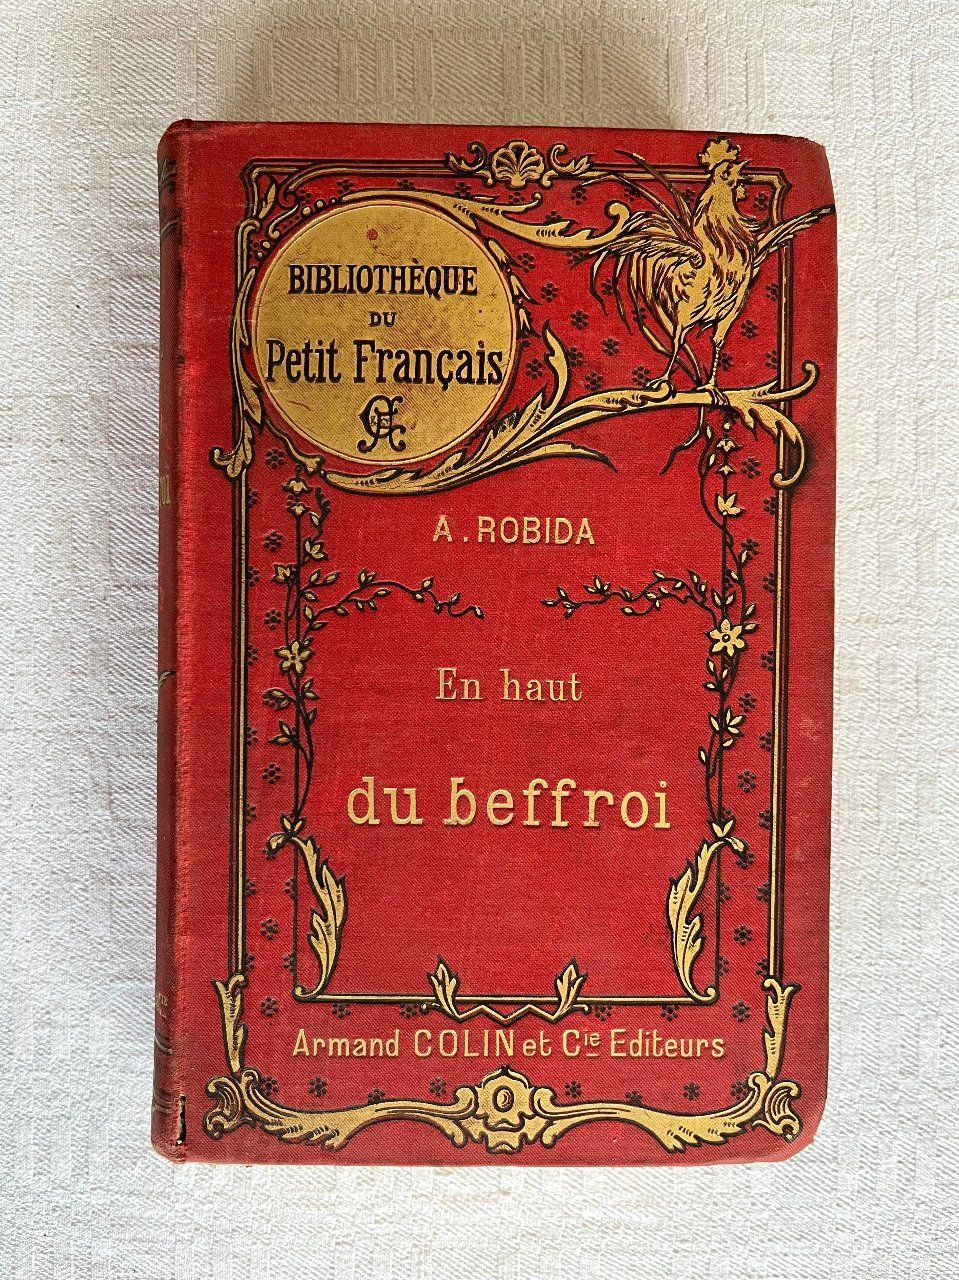 BIBLIOTHÈQUE
DU
Petit Français
A. ROBIDA
En haut
du beffroi
Armand COLIN et Cie Editeurs